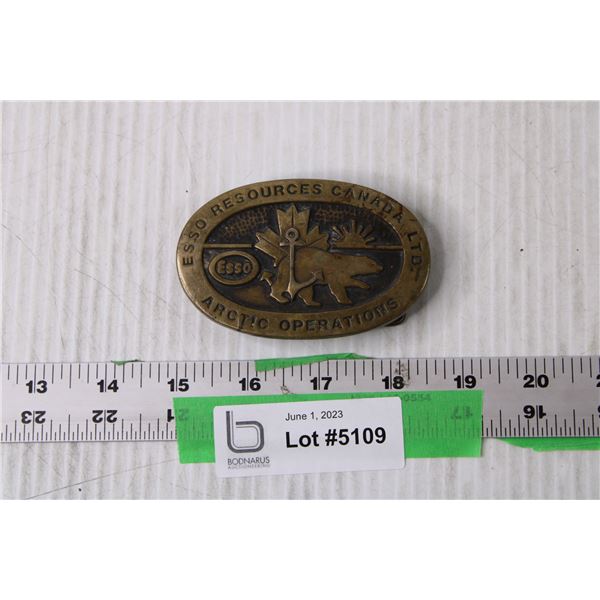 ESSO RESOURCES CANADA LTD.
Esso
ARCTIC OPERATIONS
13 14 15 16 17 18 19 20
23 22 17 16
June 1, 2023
Lot #5109
BODNARUS
AUCTIONEERING